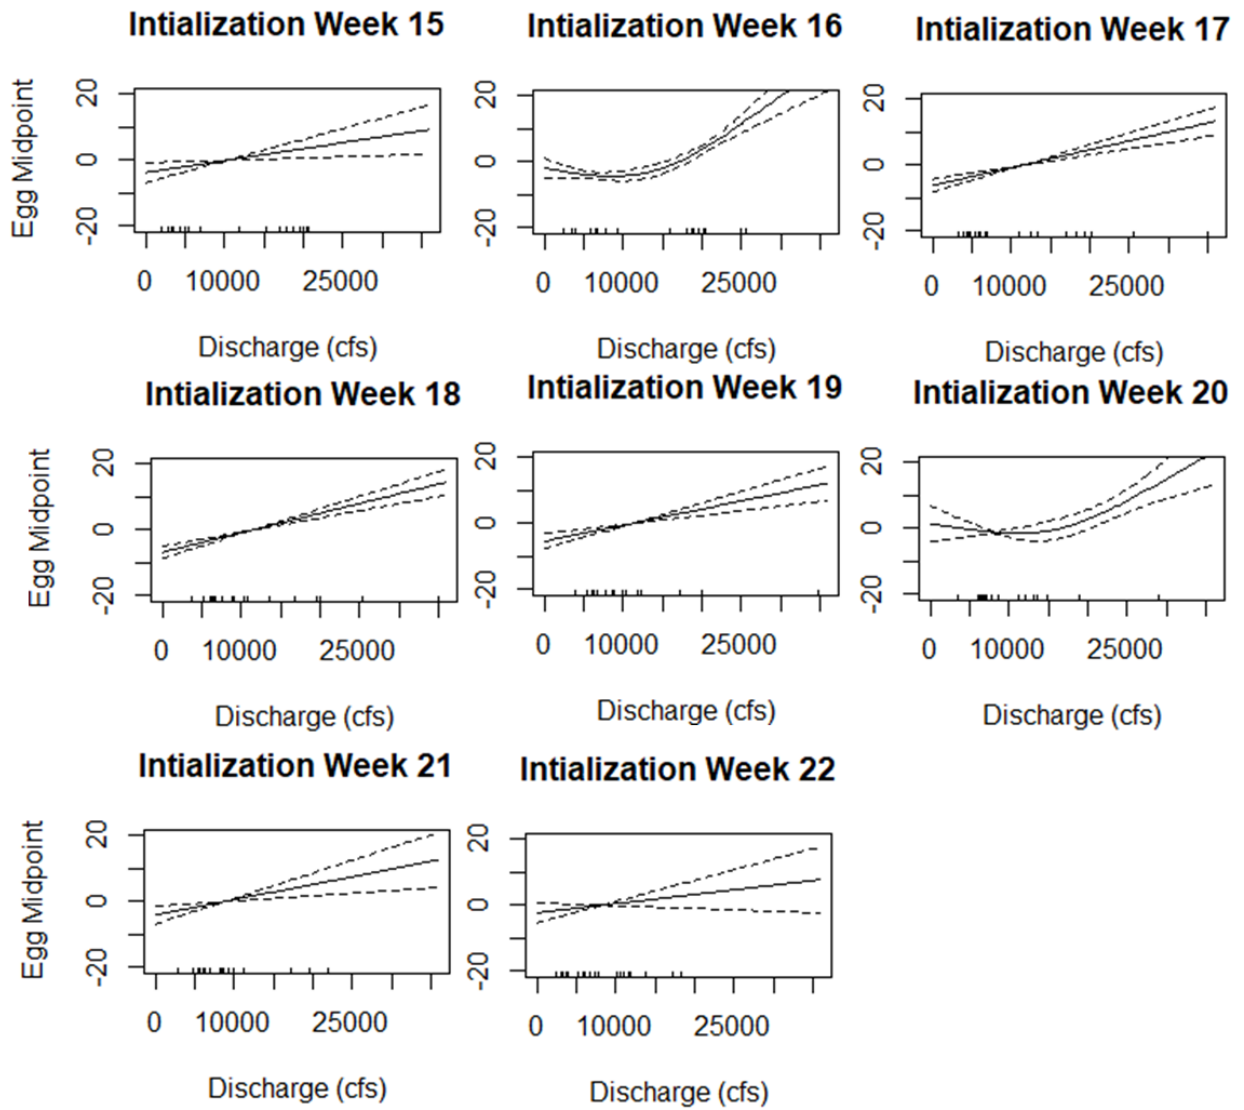 Intialization Week 15
Intialization Week 16
Intialization Week 17
Egg Midpoint
20
0
-20
20
0
-20
20
0
-20
0 10000 25000
0 10000 25000
0 10000 25000
Discharge (cfs)
Discharge (cfs)
Discharge (cfs)
Intialization Week 18
Intialization Week 19
Intialization Week 20
Egg Midpoint
20
0
-20
20
0
-20
20
0
-20
0 10000 25000
0 10000 25000
0 10000 25000
Discharge (cfs)
Discharge (cfs)
Discharge (cfs)
Intialization Week 21
Intialization Week 22
Egg Midpoint
20
0
-20
20
0
-20
0 10000 25000
0 10000 25000
Discharge (cfs)
Discharge (cfs)